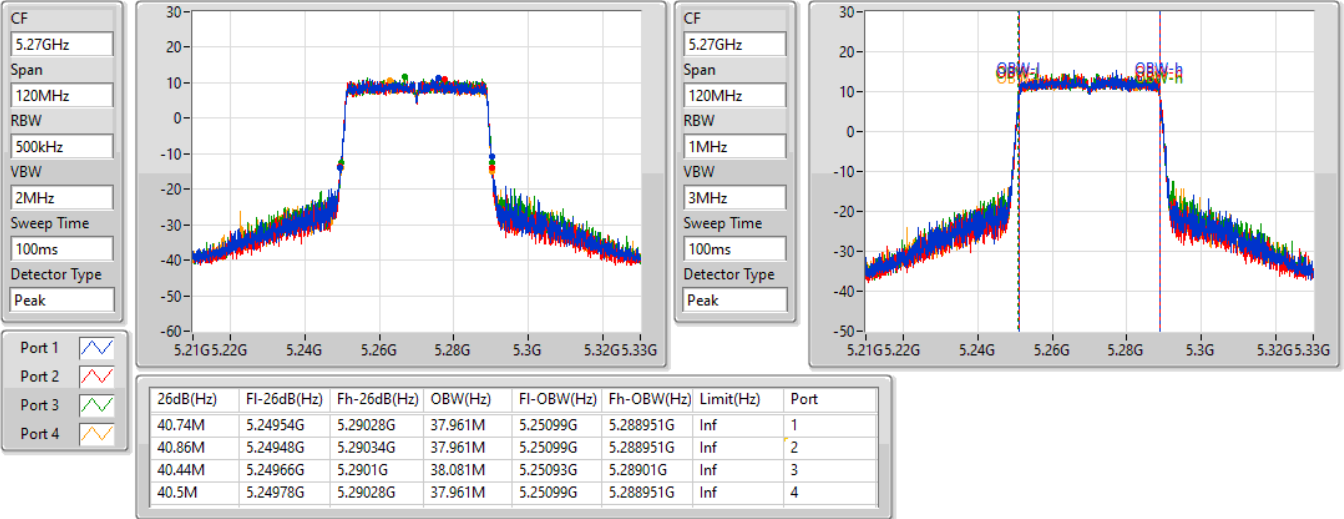 CF
5.27GHz
Span
120MHz
RBW
500kHz
VBW
2MHz
Sweep Time
100ms
Detector Type
Peak
30
20
10
0
-10
-20
-30
-40
-50
-60
5.21G 5.22G 5.24G 5.26G 5.28G 5.3G 5.32G 5.33G
CF
5.27GHz
Span
120MHz
RBW
1MHz
VBW
3MHz
Sweep Time
100ms
Detector Type
Peak
30
20
10
0
-10
-20
-30
-40
-50
OBW-l OBW-h
5.21G 5.22G 5.24G 5.26G 5.28G 5.3G 5.32G 5.33G
Port 1
Port 2
Port 3
Port 4
26dB(Hz) Fl-26dB(Hz) Fh-26dB(Hz) OBW(Hz) Fl-OBW(Hz) Fh-OBW(Hz) Limit(Hz) Port
40.74M 5.24954G 5.29028G 37.961M 5.25099G 5.288951G Inf 1
40.86M 5.24948G 5.29034G 37.961M 5.25099G 5.288951G Inf 2
40.44M 5.24966G 5.2901G 38.081M 5.25093G 5.28901G Inf 3
40.5M 5.24978G 5.29028G 37.961M 5.25099G 5.288951G Inf 4